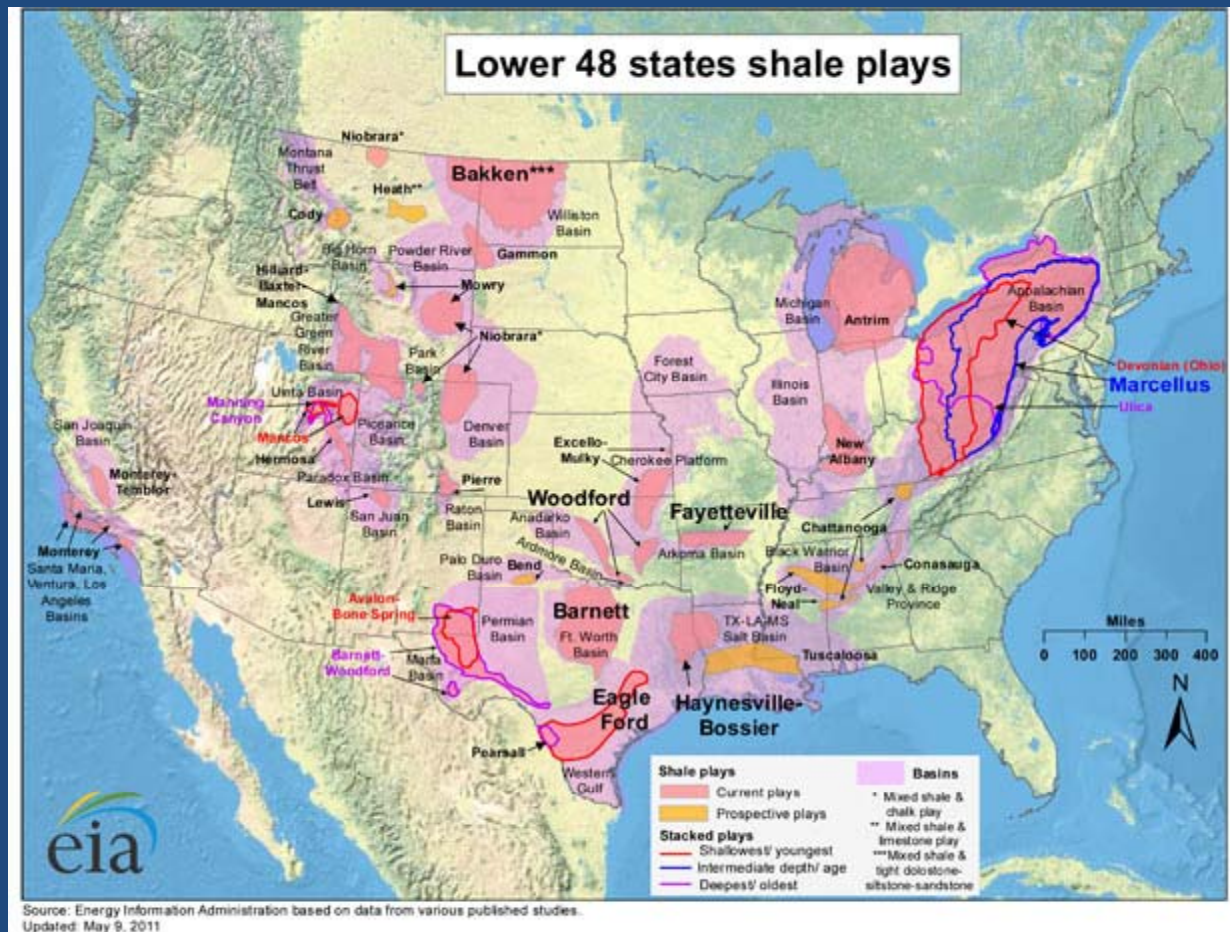 Lower 48 states shale plays
Niobrara*
Montana
Thrust
Belt
Bakken***
Heath**
Cody
Williston
Basin
Big Horn
Basin
Powder River
Basin
Gammon
Hilliard-
Baxter-
Mancos
Mowry
Greater
Green
River
Basin
Niobrara*
Park
Basin
Michigan
Basin
Antrim
Appalachian
Basin
Devonian (Ohio)
Marcellus
Utica
Forest
City Basin
Illinois
Basin
Uinta Basin
Manning
Canyon
Mancos
Piceance
Basin
Denver
Basin
San Joaquin
Basin
Hermosa
Paradox Basin
Excello-
Mulky
Cherokee Platform
New
Albany
Monterey-
Temblor
Lewis
San Juan
Basin
Pierre
Raton
Basin
Woodford
Anadarko
Basin
Fayetteville
Arkoma Basin
Chattanooga
Black Warrior
Basin
Conasauga
Monterey
Santa Maria,
Ventura, Los
Angeles
Basins
Palo Duro
Basin
Bend
Ardmore Basin
Floyd-
Neal
Valley & Ridge
Province
Avalon-
Bone Spring
Permian
Basin
Barnett
Ft. Worth
Basin
TX-LA-MS
Salt Basin
Tuscaloosa
Barnett-
Woodford
Marfa
Basin
Eagle
Ford
Haynesville-
Bossier
Pearsall
Western
Gulf
Miles
0 100 200 300 400
N
Shale plays
Current plays
Prospective plays
Stacked plays
Shallowest/ youngest
Intermediate depth/ age
Deepest/ oldest
Basins
* Mixed shale &
chalk play
** Mixed shale &
limestone play
***Mixed shale &
tight dolostone-
siltstone-sandstone
eia
Source: Energy Information Administration based on data from various published studies.
Updated: May 9, 2011